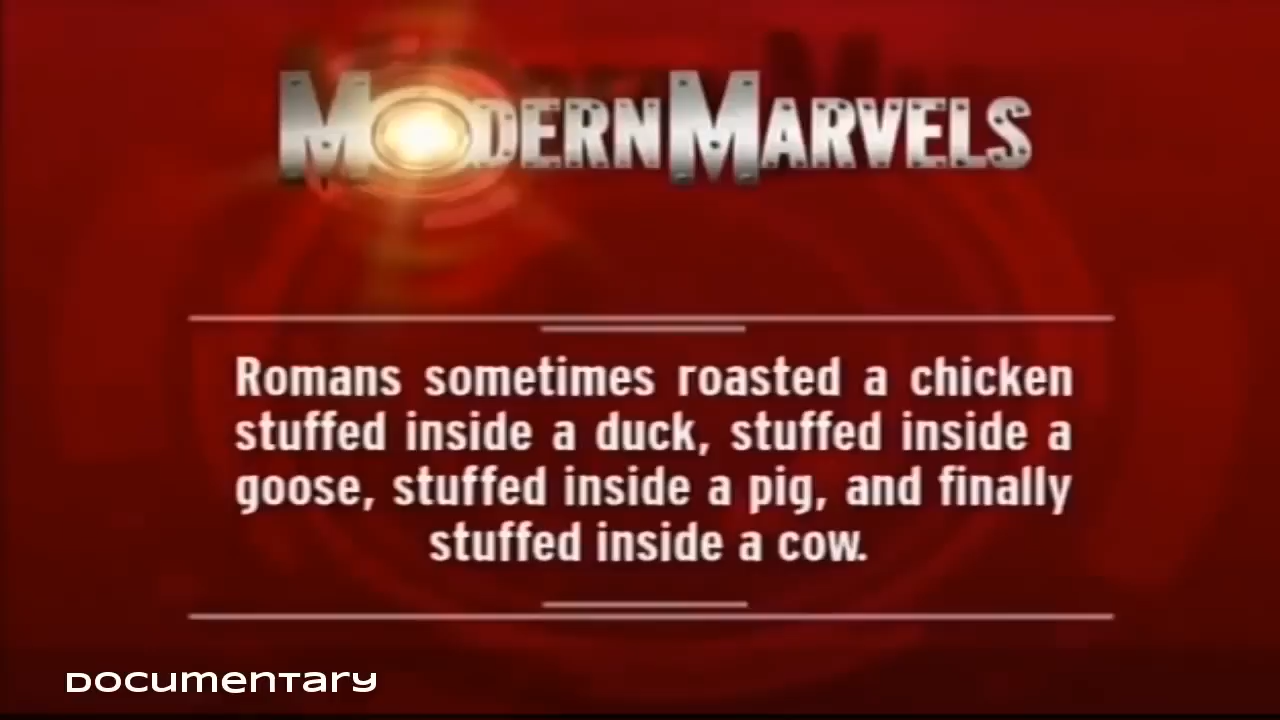 MODERN MARVELS
Romans sometimes roasted a chicken
stuffed inside a duck, stuffed inside a
goose, stuffed inside a pig, and finally
stuffed inside a cow.
Documentary